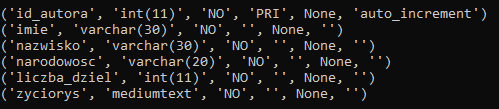 ('id_autora', 'int(11)', 'NO', 'PRI', None, 'auto_increment')
('imie', 'varchar(30)', 'NO', '', None, '')
('nazwisko', 'varchar(30)', 'NO', '', None, '')
('narodowosc', 'varchar(20)', 'NO', '', None, '')
('liczba_dziel', 'int(11)', 'NO', '', None, '')
('zyciorys', 'mediumtext', 'NO', '', None, '')